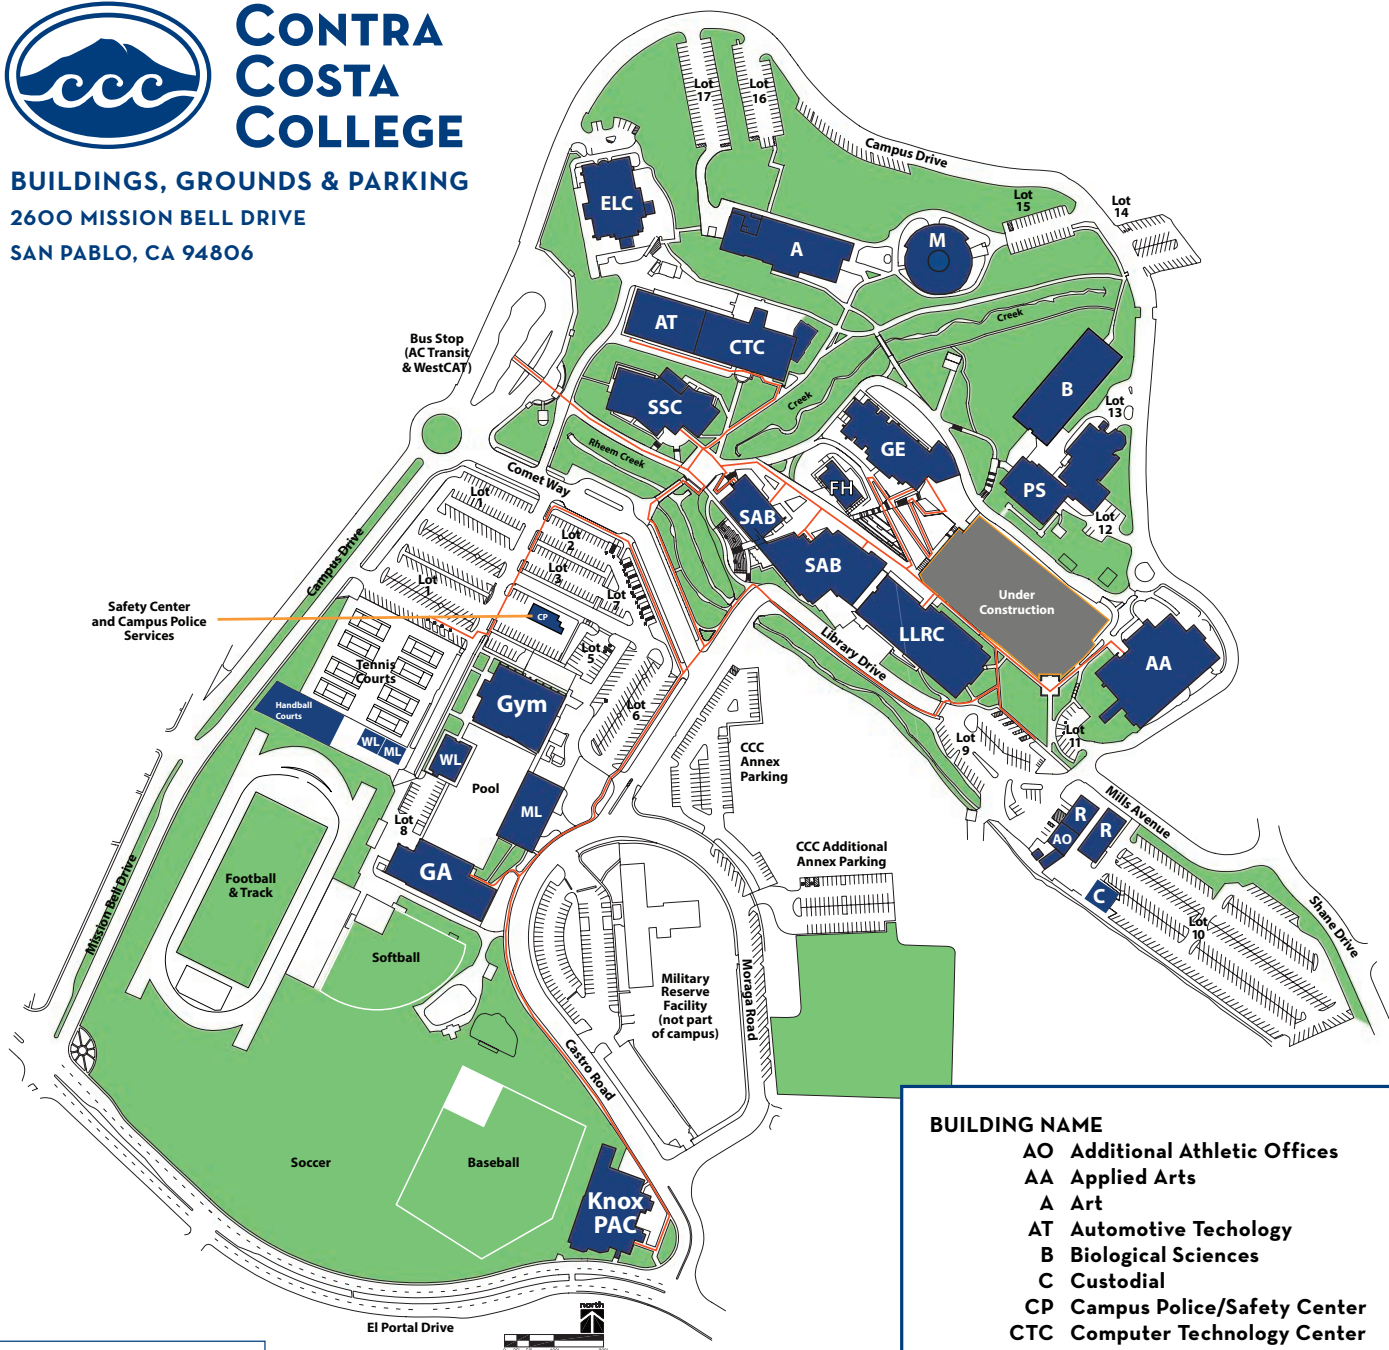 CONTRA
COSTA
COLLEGE
ccc
BUILDINGS, GROUNDS & PARKING
2600 MISSION BELL DRIVE
SAN PABLO, CA 94806
Lot
17
Lot
16
Campus Drive
ELC
A
M
Lot
15
Lot
14
AT
CTC
Creek
Bus Stop
(AC Transit
& WestCAT)
SSC
Creek
B
Lot
13
Rheem Creek
GE
FH
PS
Lot
12
Comet Way
Lot
1
SAB
SAB
Lot
2
Lot
3
Campus Drive
Lot
1
Lot
7
Under
Construction
Safety Center
and Campus Police
Services
CP
LLRC
Library Drive
AA
Tennis
Courts
Lot
5
Gym
Lot
6
Handball
Courts
WL
ML
WL
Pool
ML
CCC
Annex
Parking
Lot
9
Lot
11
Mills Avenue
Lot
8
R
R
AO
C
GA
CCC Additional
Annex Parking
Football
& Track
Mission Bell Drive
Lot
10
Shane Drive
Softball
Military
Reserve
Facility
(not part
of campus)
Moraga Road
Castro Road
Soccer
Baseball
Knox
PAC
El Portal Drive
north
BUILDING NAME
AO Additional Athletic Offices
AA Applied Arts
A Art
AT Automotive Techology
B Biological Sciences
C Custodial
CP Campus Police/Safety Center
CTC Computer Technology Center